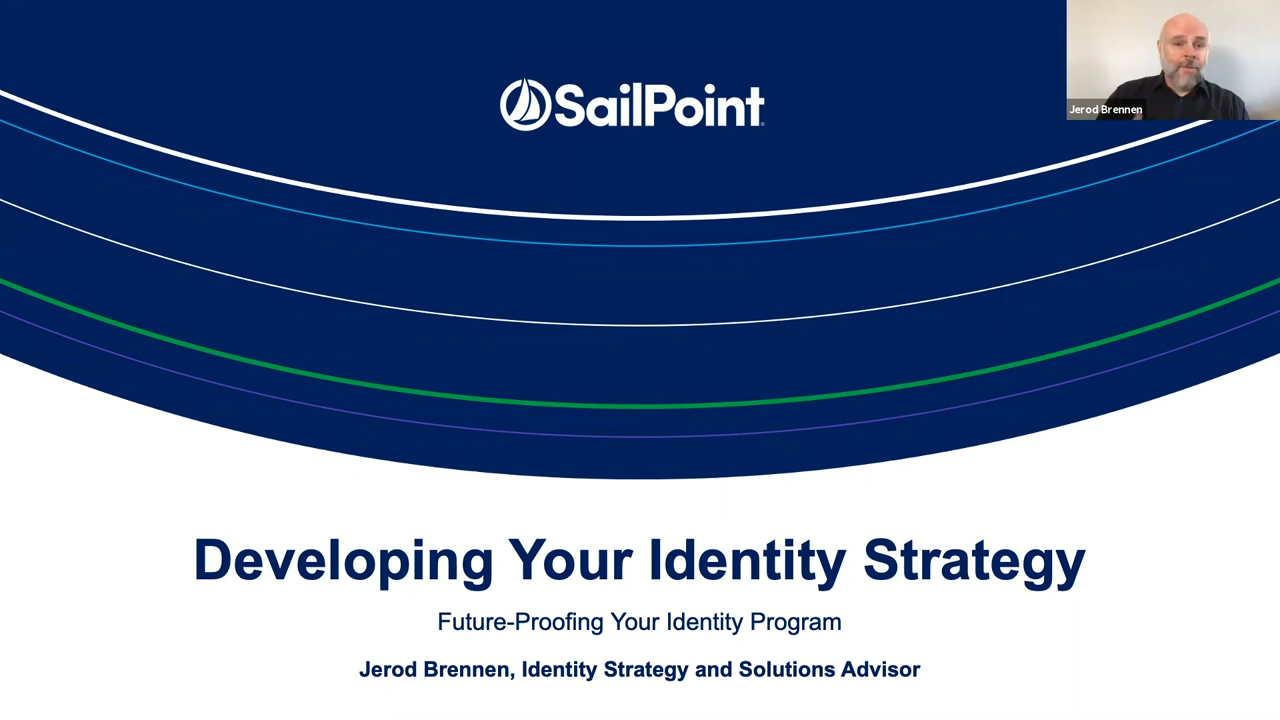 SailPoint
Jerod Brennen
Developing Your Identity Strategy
Future-Proofing Your Identity Program
Jerod Brennen, Identity Strategy and Solutions Advisor